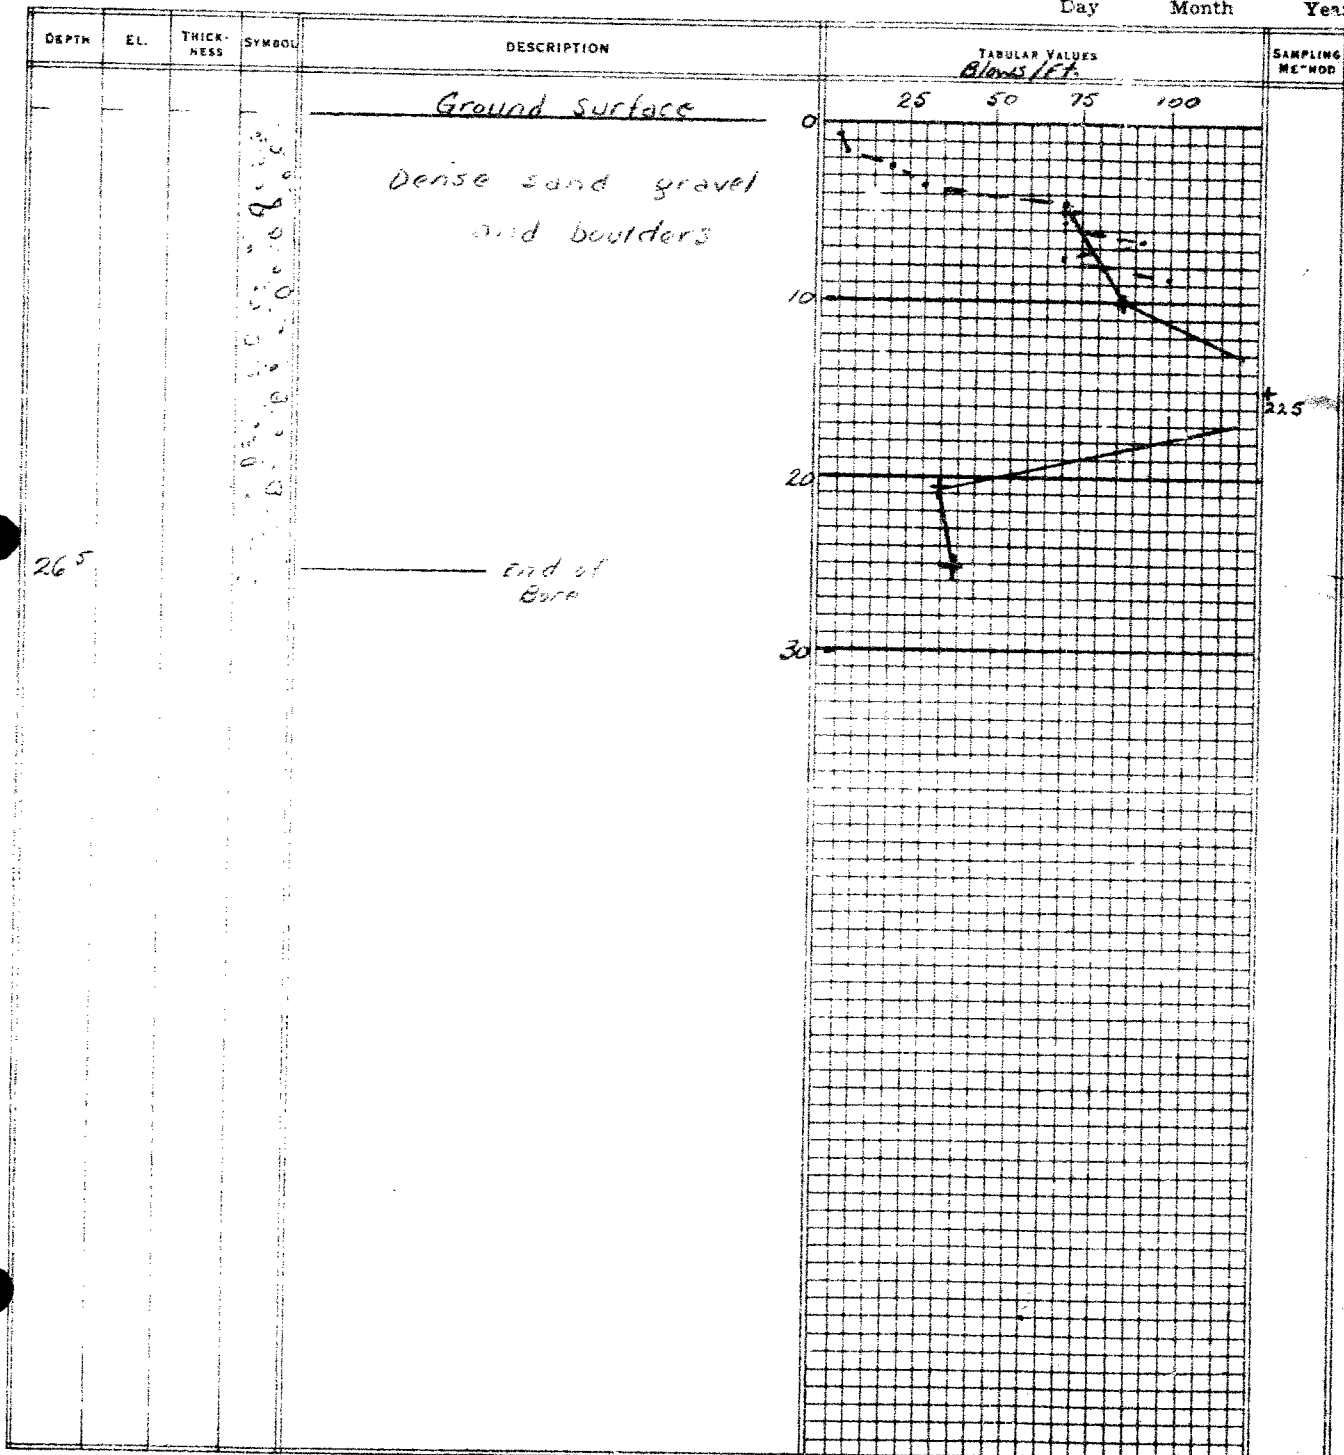 Day Month Year
DEPTH EL. THICK-NESS SYMBOL DESCRIPTION TABULAR VALUES SAMPLING METHOD
Blows/Ft.
25 50 75 100
Ground surface
0
Dense sand gravel
and boulders
10
+
225
20
26⁵
End of
Bore
30